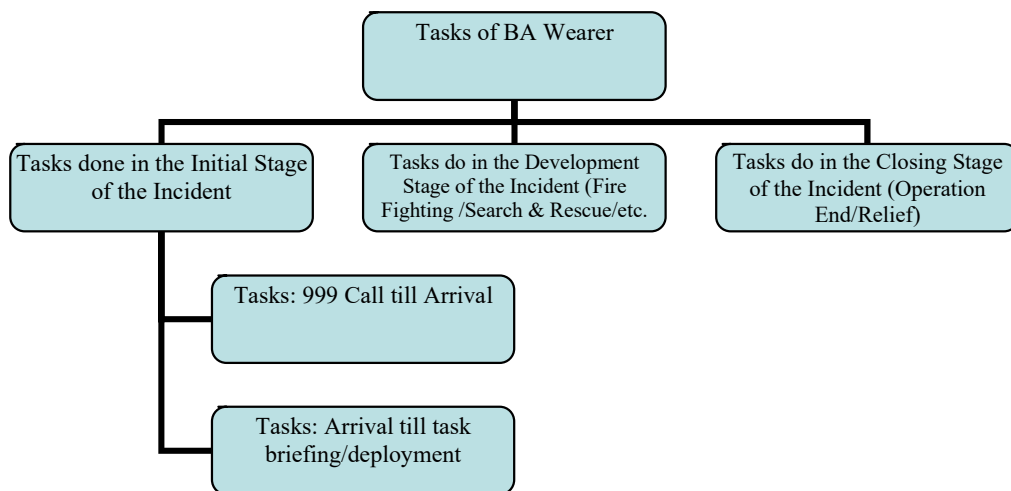 Tasks of BA Wearer
Tasks done in the Initial Stage
of the Incident
Tasks do in the Development
Stage of the Incident (Fire
Fighting /Search & Rescue/etc.
Tasks do in the Closing Stage
of the Incident (Operation
End/Relief)
Tasks: 999 Call till Arrival
Tasks: Arrival till task
briefing/deployment